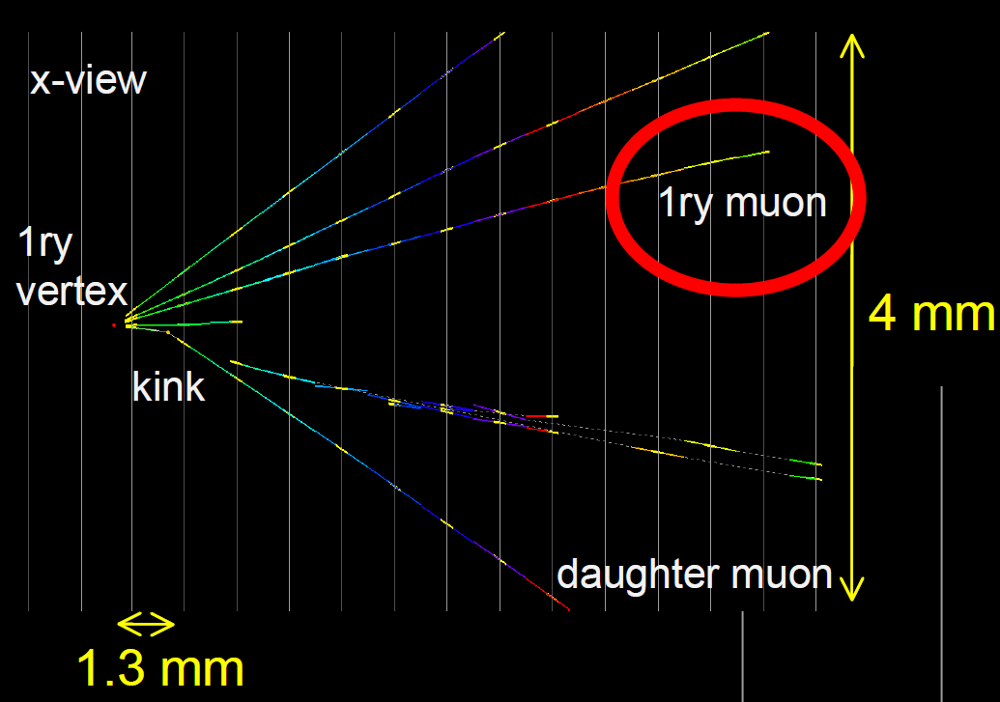 x-view
1ry
vertex
1ry muon
4 mm
kink
daughter muon
1.3 mm